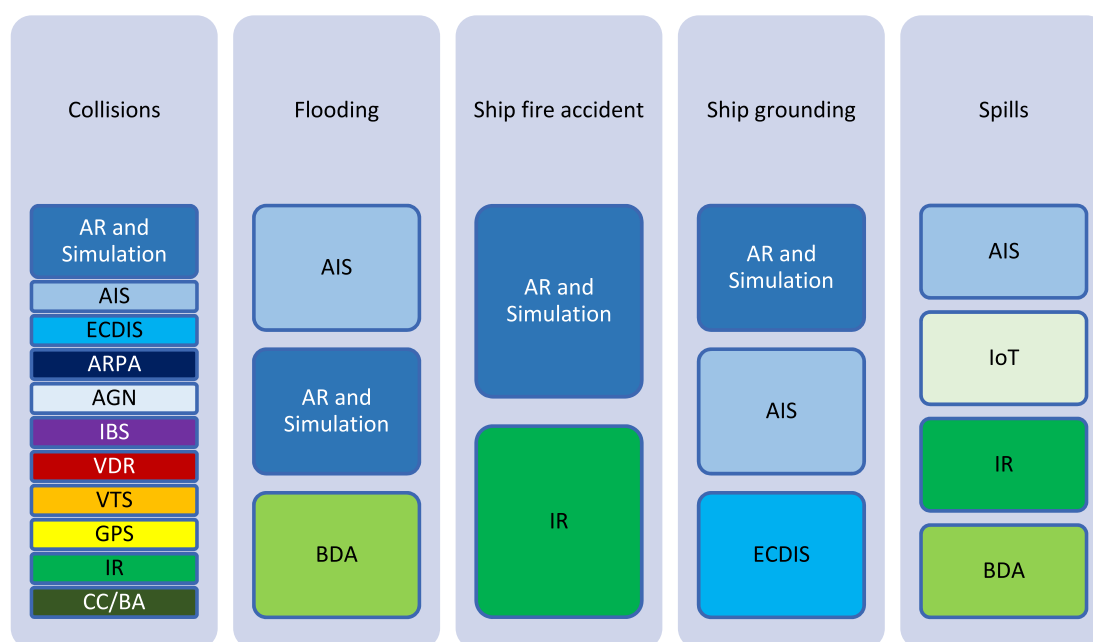 Collisions
AR and
Simulation
AIS
ECDIS
ARPA
AGN
IBS
VDR
VTS
GPS
IR
CC/BA
Flooding
AIS
AR and
Simulation
BDA
Ship fire accident
AR and
Simulation
IR
Ship grounding
AR and
Simulation
AIS
ECDIS
Spills
AIS
IoT
IR
BDA